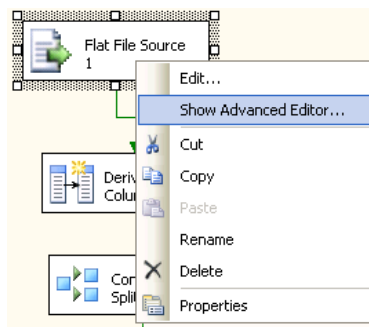 Flat File Source
1
Edit...
Show Advanced Editor...
Cut
Copy
Paste
Rename
Delete
Properties